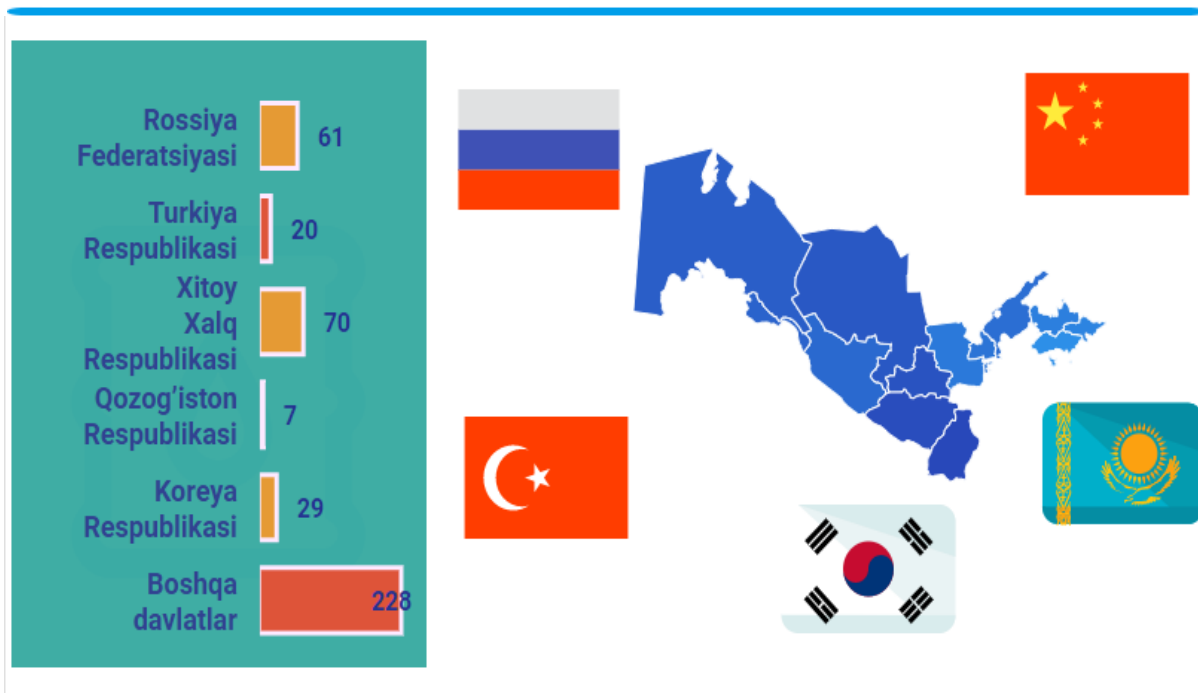 Rossiya
Federatsiyasi
61
Turkiya
Respublikasi
20
Xitoy
Xalq
Respublikasi
70
Qozog’iston
Respublikasi
7
Koreya
Respublikasi
29
Boshqa
davlatlar
228